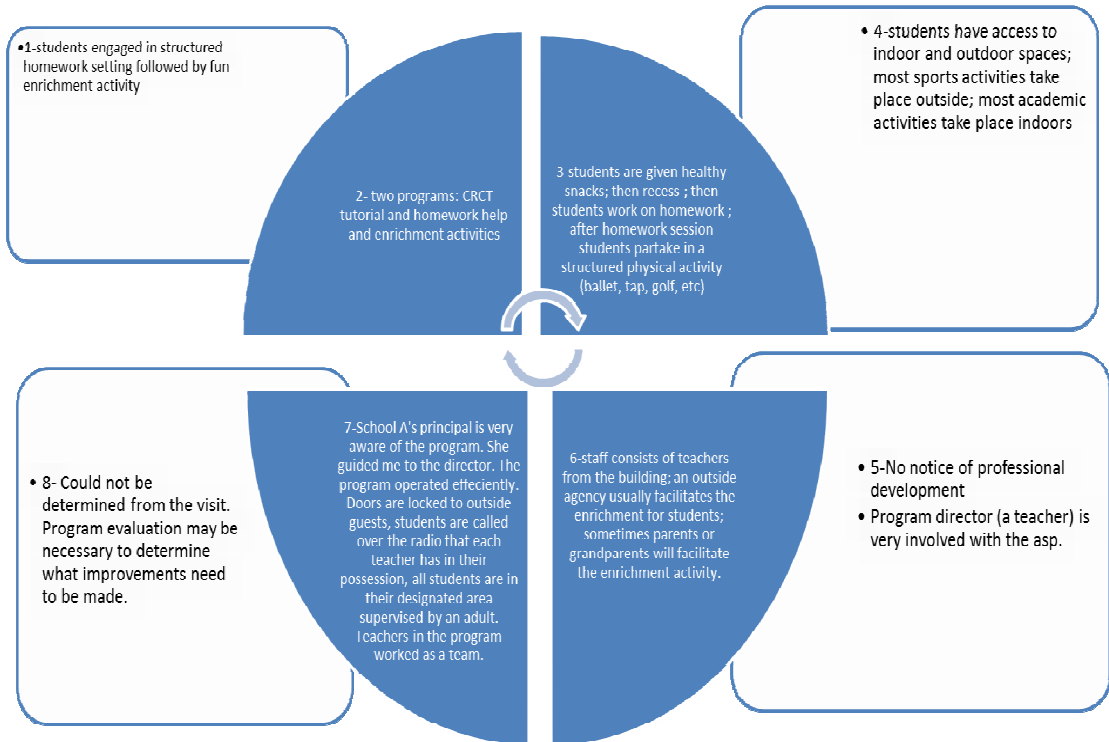 •1-students engaged in structured
homework setting followed by fun
enrichment activity
2- two programs: CRCT
tutorial and homework help
and enrichment activities
3 students are given healthy
snacks; then recess ; then
students work on homework ;
after homework session
students partake in a
structured physical activity
(ballet, tap, golf, etc)
• 4-students have access to
indoor and outdoor spaces;
most sports activities take
place outside; most academic
activities take place indoors
• 8- Could not be
determined from the visit.
Program evaluation may be
necessary to determine
what improvements need
to be made.
7-School A's principal is very
aware of the program. She
guided me to the director. The
program operated effeciently.
Doors are locked to outside
guests, students are called
over the radio that each
teacher has in their
possession, all students are in
their designated area
supervised by an adult.
Teachers in the program
worked as a team.
6-staff consists of teachers
from the building; an outside
agency usually facilitates the
enrichment for students;
sometimes parents or
grandparents will facilitate
the enrichment activity.
• 5-No notice of professional
development
• Program director (a teacher) is
very involved with the asp.